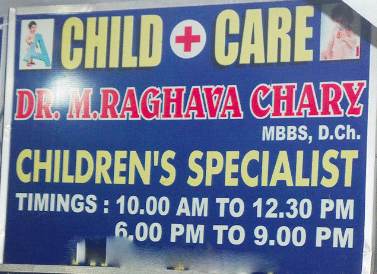 CHILD + CARE
DR. M.RAGHAVA CHARY
MBBS, D.Ch.
CHILDREN'S SPECIALIST
TIMINGS : 10.00 AM TO 12.30 PM
6.00 PM TO 9.00 PM